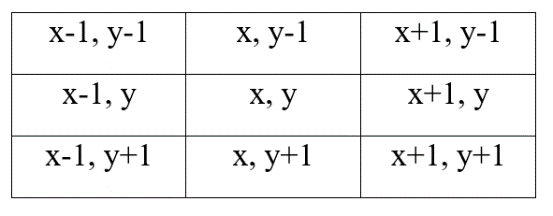 x-1, y-1 x, y-1 x+1, y-1
x-1, y x, y x+1, y
x-1, y+1 x, y+1 x+1, y+1